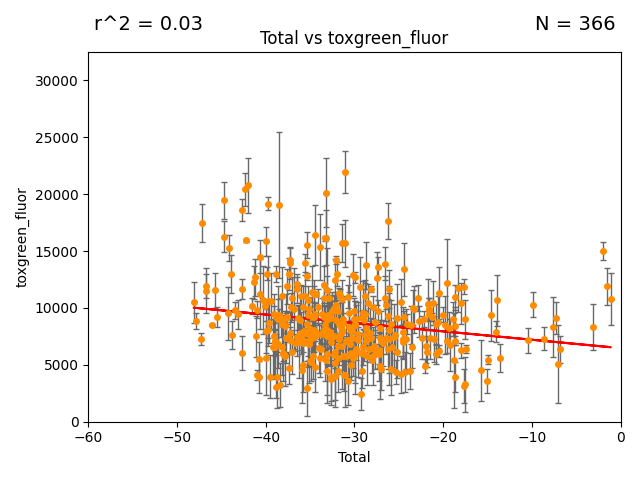 r^2 = 0.03
N = 366
Total vs toxgreen_fluor
30000
25000
20000
15000
10000
5000
0
toxgreen_fluor
−60
−50
−40
−30
−20
−10
0
Total